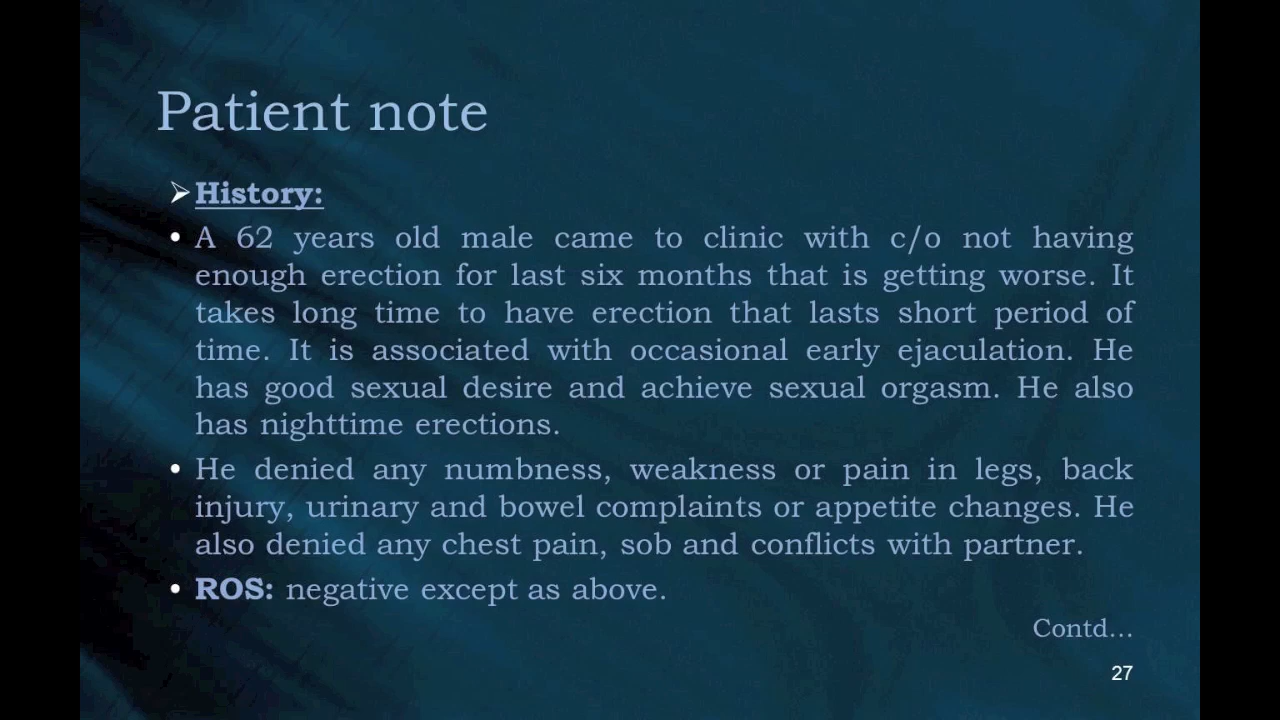 Patient note
➢ History:
• A 62 years old male came to clinic with c/o not having
enough erection for last six months that is getting worse. It
takes long time to have erection that lasts short period of
time. It is associated with occasional early ejaculation. He
has good sexual desire and achieve sexual orgasm. He also
has nighttime erections.
• He denied any numbness, weakness or pain in legs, back
injury, urinary and bowel complaints or appetite changes. He
also denied any chest pain, sob and conflicts with partner.
• ROS: negative except as above.
Contd...
27